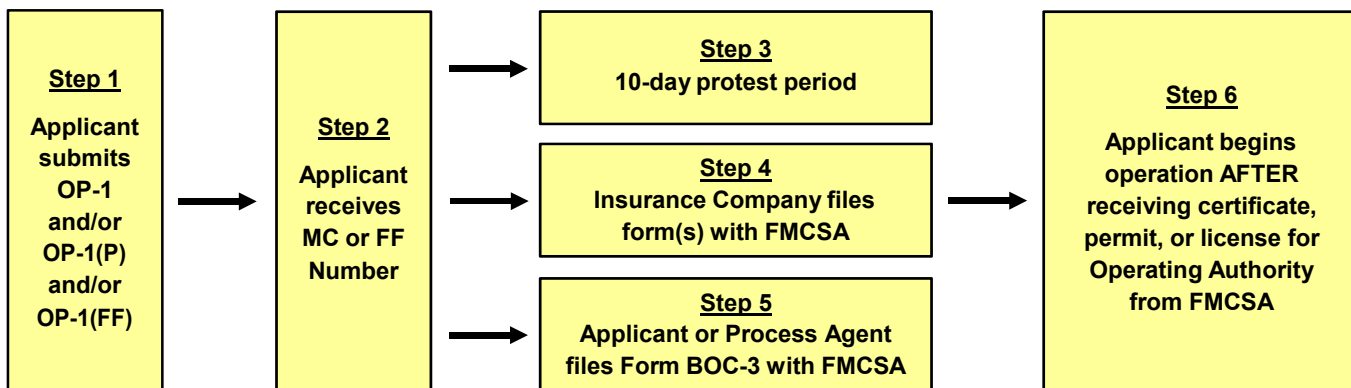 Step 1
Applicant
submits
OP-1
and/or
OP-1(P)
and/or
OP-1(FF)
Step 2
Applicant
receives
MC or FF
Number
Step 3
10-day protest period
Step 4
Insurance Company files
form(s) with FMCSA
Step 5
Applicant or Process Agent
files Form BOC-3 with FMCSA
Step 6
Applicant begins
operation AFTER
receiving certificate,
permit, or license for
Operating Authority
from FMCSA